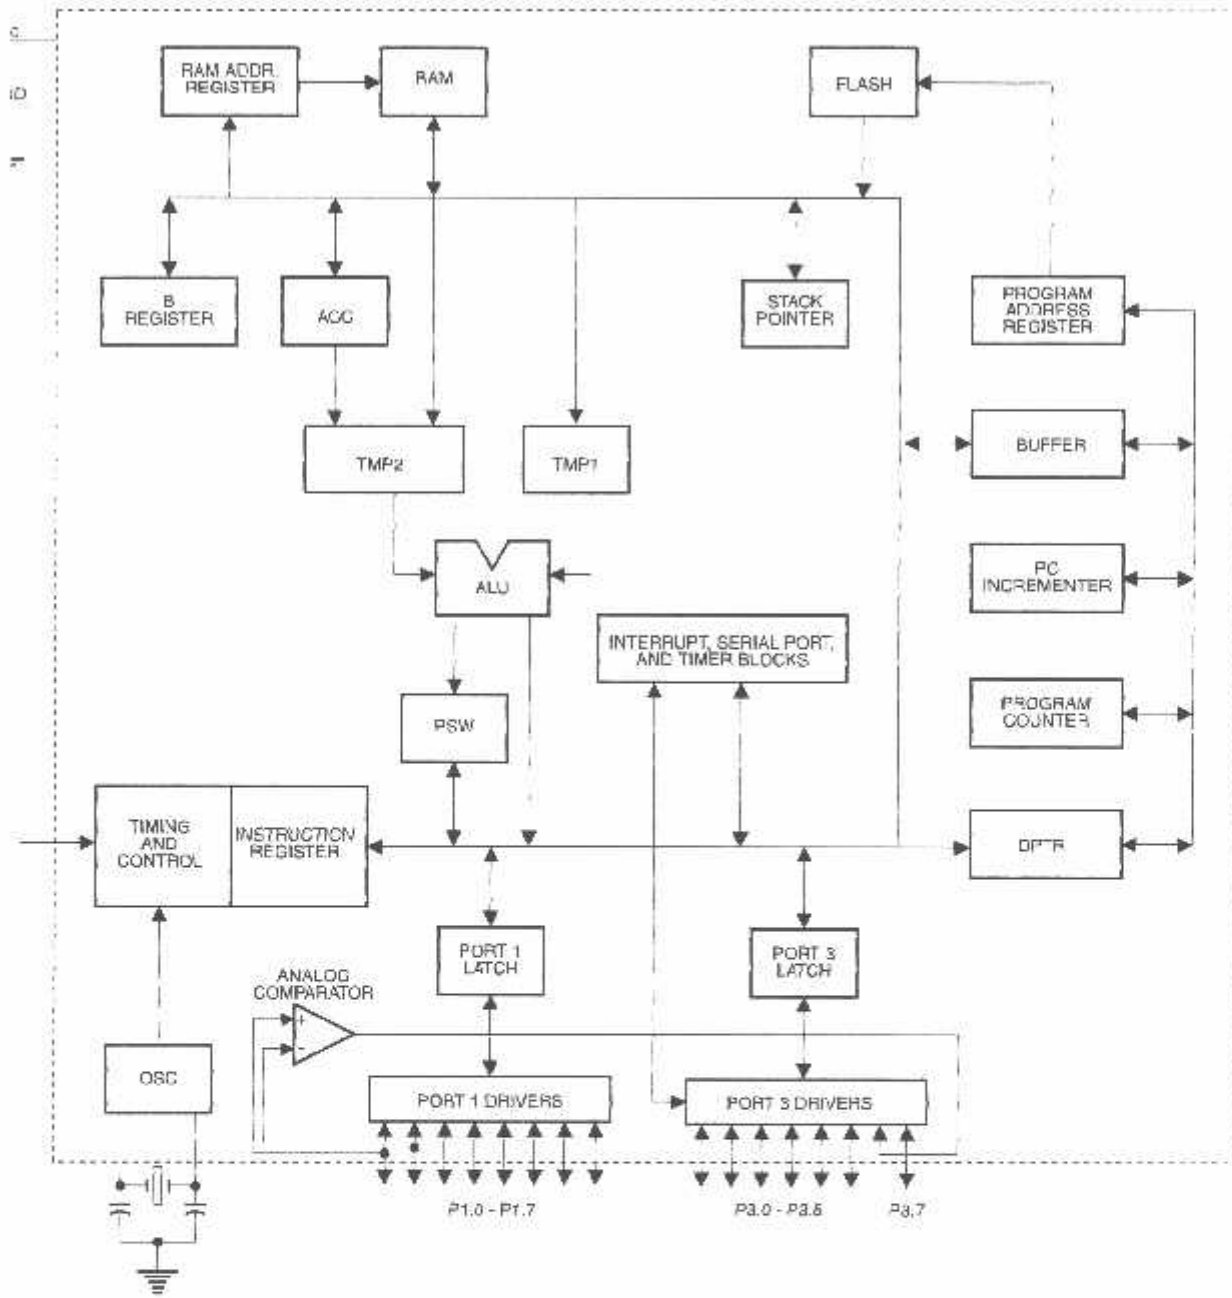 RAM ADDR.
REGISTER
RAM
FLASH
B
REGISTER
ACC
STACK
POINTER
PROGRAM
ADDRESS
REGISTER
TMP2
TMP1
BUFFER
ALU
PC
INCREMENTER
INTERRUPT, SERIAL PORT,
AND TIMER BLOCKS
PSW
PROGRAM
COUNTER
TIMING
AND
CONTROL
INSTRUCTION
REGISTER
DPTR
PORT 1
LATCH
PORT 3
LATCH
ANALOG
COMPARATOR
+
−
OSC
PORT 1 DRIVERS
PORT 3 DRIVERS
P1.0 - P1.7
P3.0 - P3.5
P3.7